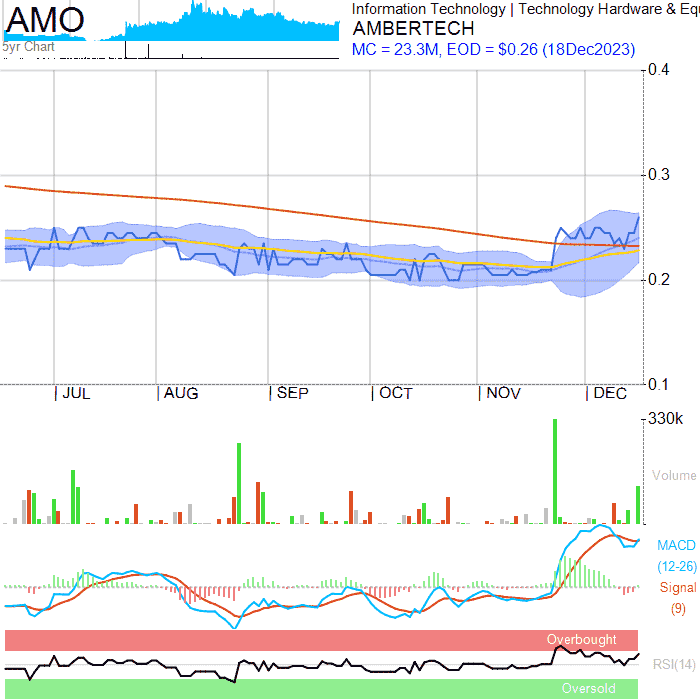 AMO
5yr Chart
Information Technology | Technology Hardware & Equ
AMBERTECH
MC = 23.3M, EOD = $0.26 (18Dec2023)
0.4
0.3
0.2
0.1
JUL AUG SEP OCT NOV DEC
330k
Volume
MACD
(12-26)
Signal
(9)
Overbought
RSI(14)
Oversold